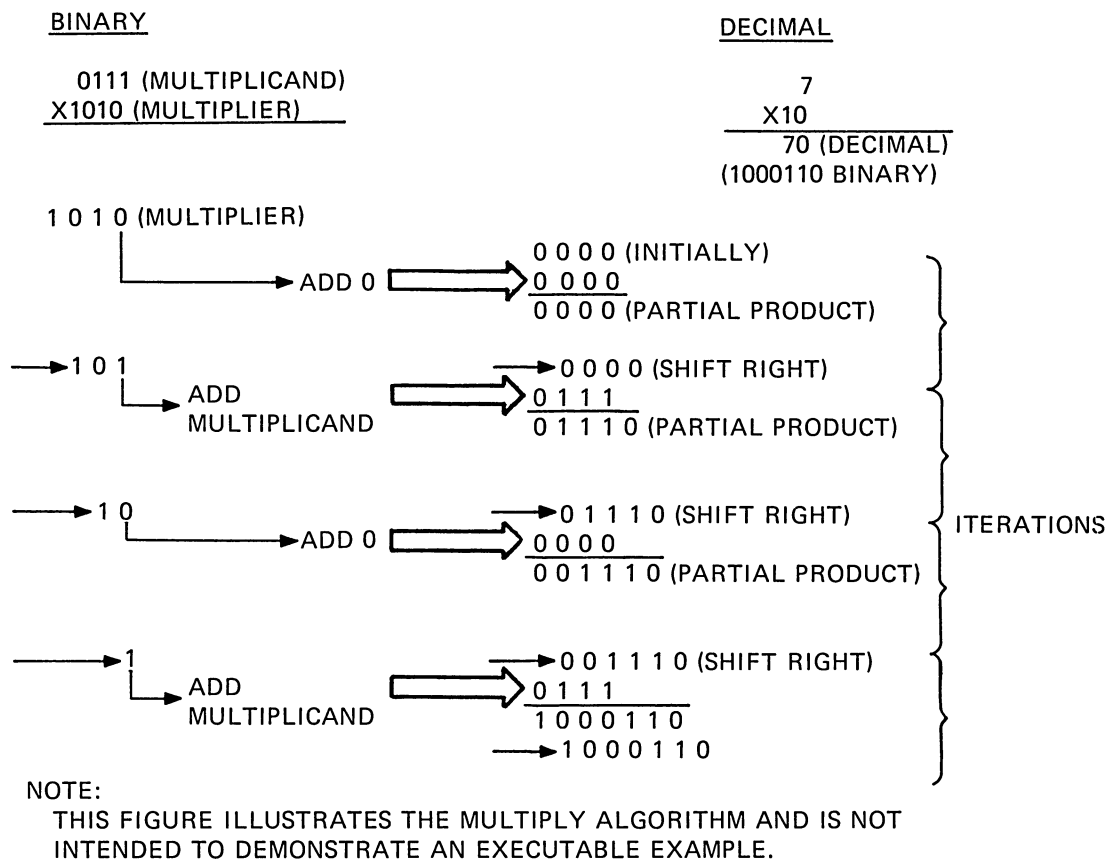 BINARY
DECIMAL
0111 (MULTIPLICAND)
X1010 (MULTIPLIER)
7
X10
70 (DECIMAL)
(1000110 BINARY)
1 0 1 0 (MULTIPLIER)
ADD 0
0 0 0 0 (INITIALLY)
0 0 0 0
0 0 0 0 (PARTIAL PRODUCT)
1 0 1
ADD
MULTIPLICAND
0 0 0 0 (SHIFT RIGHT)
0 1 1 1
0 1 1 1 0 (PARTIAL PRODUCT)
1 0
ADD 0
0 1 1 1 0 (SHIFT RIGHT)
0000
0 0 1 1 1 0 (PARTIAL PRODUCT)
ITERATIONS
1
ADD
MULTIPLICAND
0 0 1 1 1 0 (SHIFT RIGHT)
0 1 1 1
1 0 0 0 1 1 0
1 0 0 0 1 1 0
NOTE:
THIS FIGURE ILLUSTRATES THE MULTIPLY ALGORITHM AND IS NOT
INTENDED TO DEMONSTRATE AN EXECUTABLE EXAMPLE.